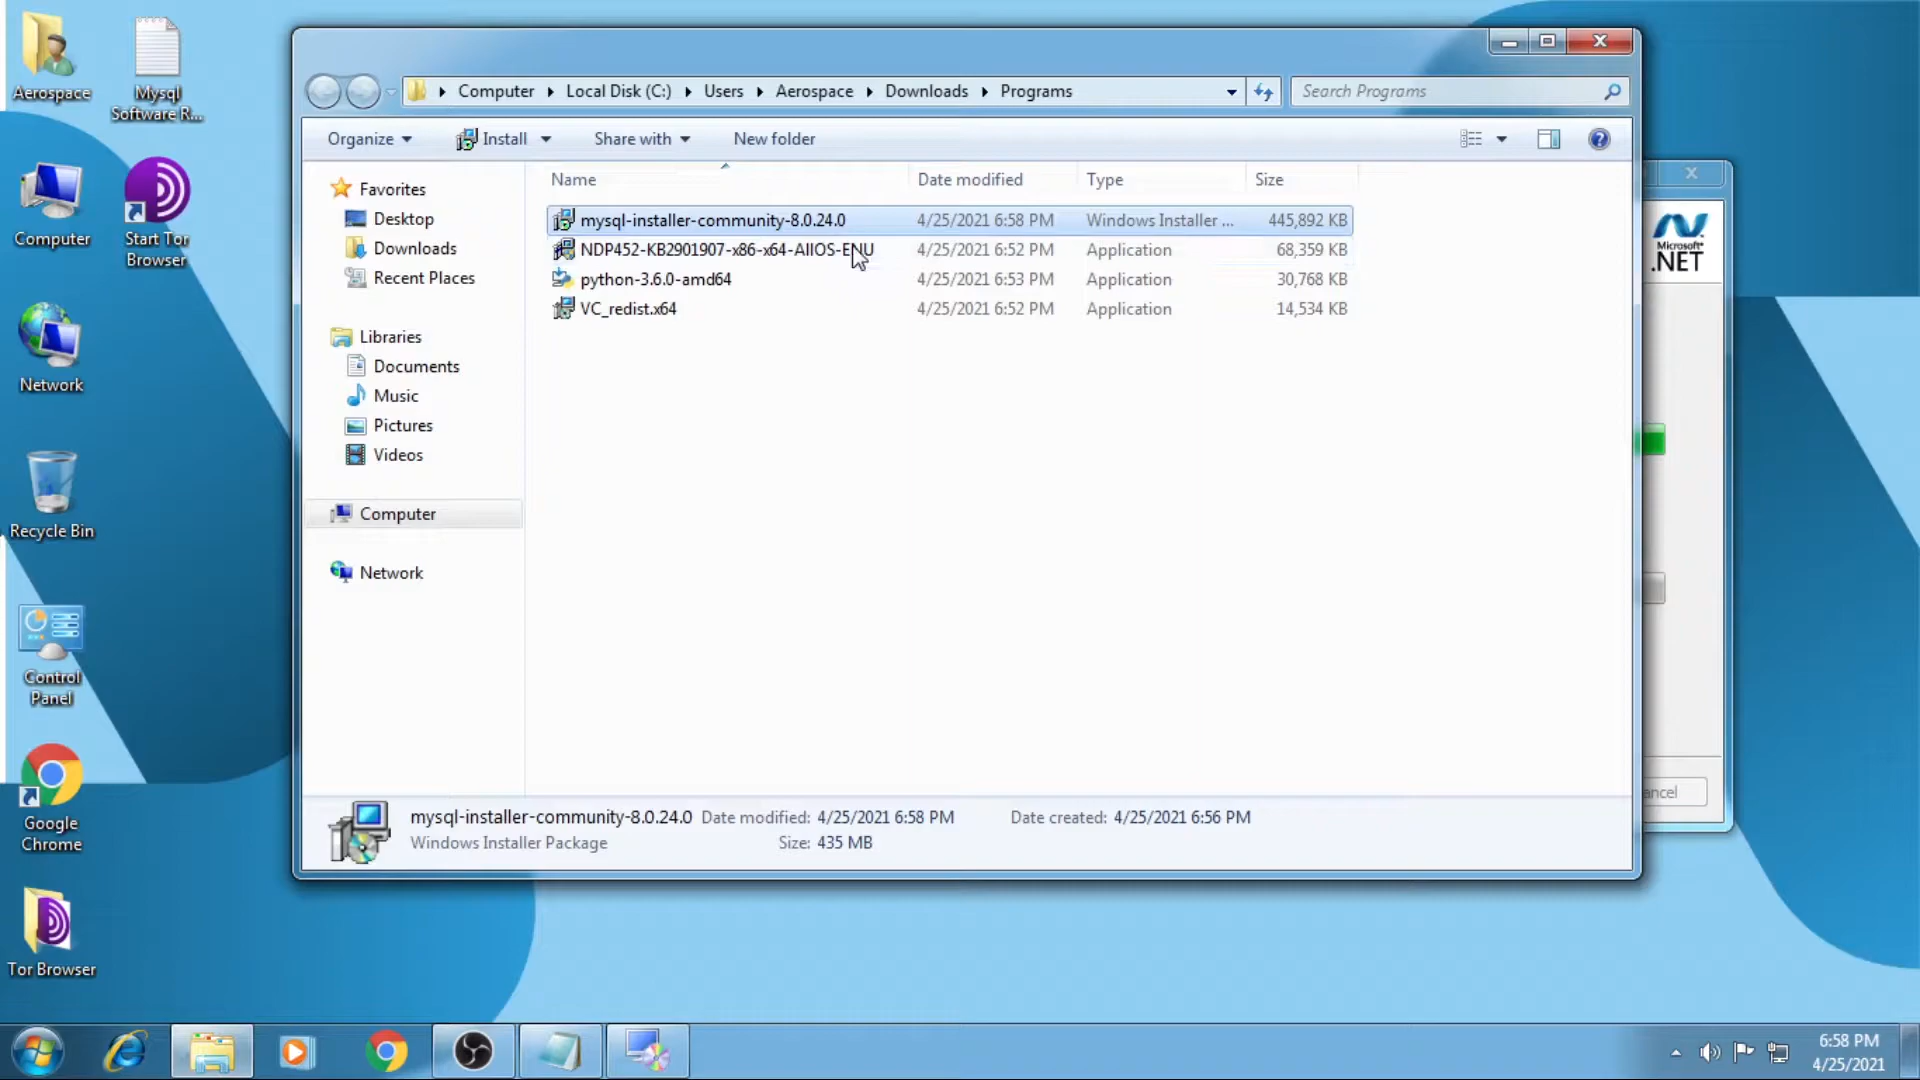 Aerospace
Mysql
Software R...
Computer
Start Tor
Browser
Network
Recycle Bin
Control
Panel
Google
Chrome
Tor Browser
Computer
Local Disk (C:)
Users
Aerospace
Downloads
Programs
Search Programs
Organize
Install
Share with
New folder
Favorites
Desktop
Downloads
Recent Places
Libraries
Documents
Music
Pictures
Videos
Computer
Network
Name Date modified Type Size
mysql-installer-community-8.0.24.0 4/25/2021 6:58 PM Windows Installer ... 445,892 KB
NDP452-KB2901907-x86-x64-AllOS-ENU 4/25/2021 6:52 PM Application 68,359 KB
python-3.6.0-amd64 4/25/2021 6:53 PM Application 30,768 KB
VC_redist.x64 4/25/2021 6:52 PM Application 14,534 KB
mysql-installer-community-8.0.24.0 Date modified: 4/25/2021 6:58 PM Date created: 4/25/2021 6:56 PM
Windows Installer Package Size: 435 MB
Microsoft
.NET
ancel
6:58 PM
4/25/2021